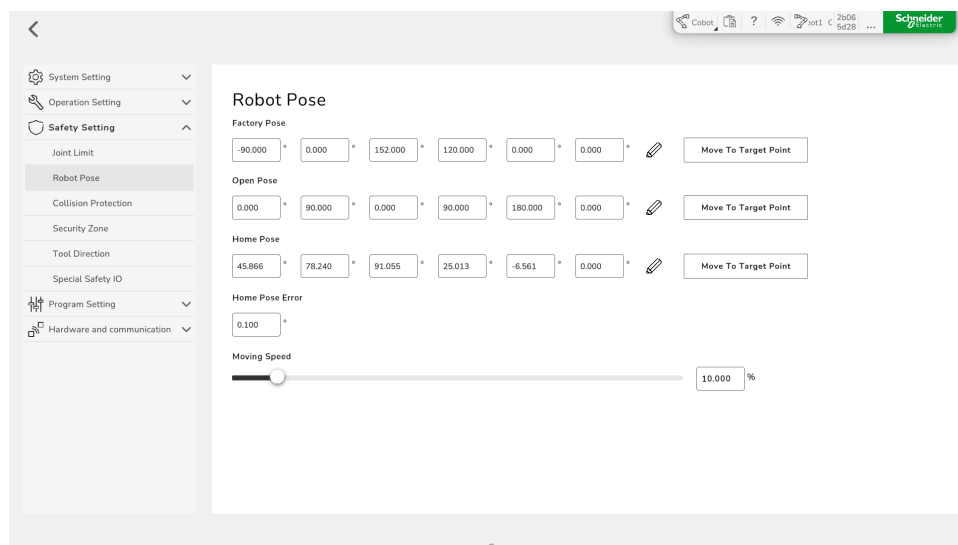 Cobot
?
ot1 C 2b06
5d28
...
Schneider
Electric
System Setting
Operation Setting
Safety Setting
Joint Limit
Robot Pose
Collision Protection
Security Zone
Tool Direction
Special Safety IO
Program Setting
Hardware and communication
Robot Pose
Factory Pose
-90.000 ° 0.000 ° 152.000 ° 120.000 ° 0.000 ° 0.000 ° Move To Target Point
Open Pose
0.000 ° 90.000 ° 0.000 ° 90.000 ° 180.000 ° 0.000 ° Move To Target Point
Home Pose
45.866 ° 78.240 ° 91.055 ° 25.013 ° -6.561 ° 0.000 ° Move To Target Point
Home Pose Error
0.100 °
Moving Speed
10.000 %